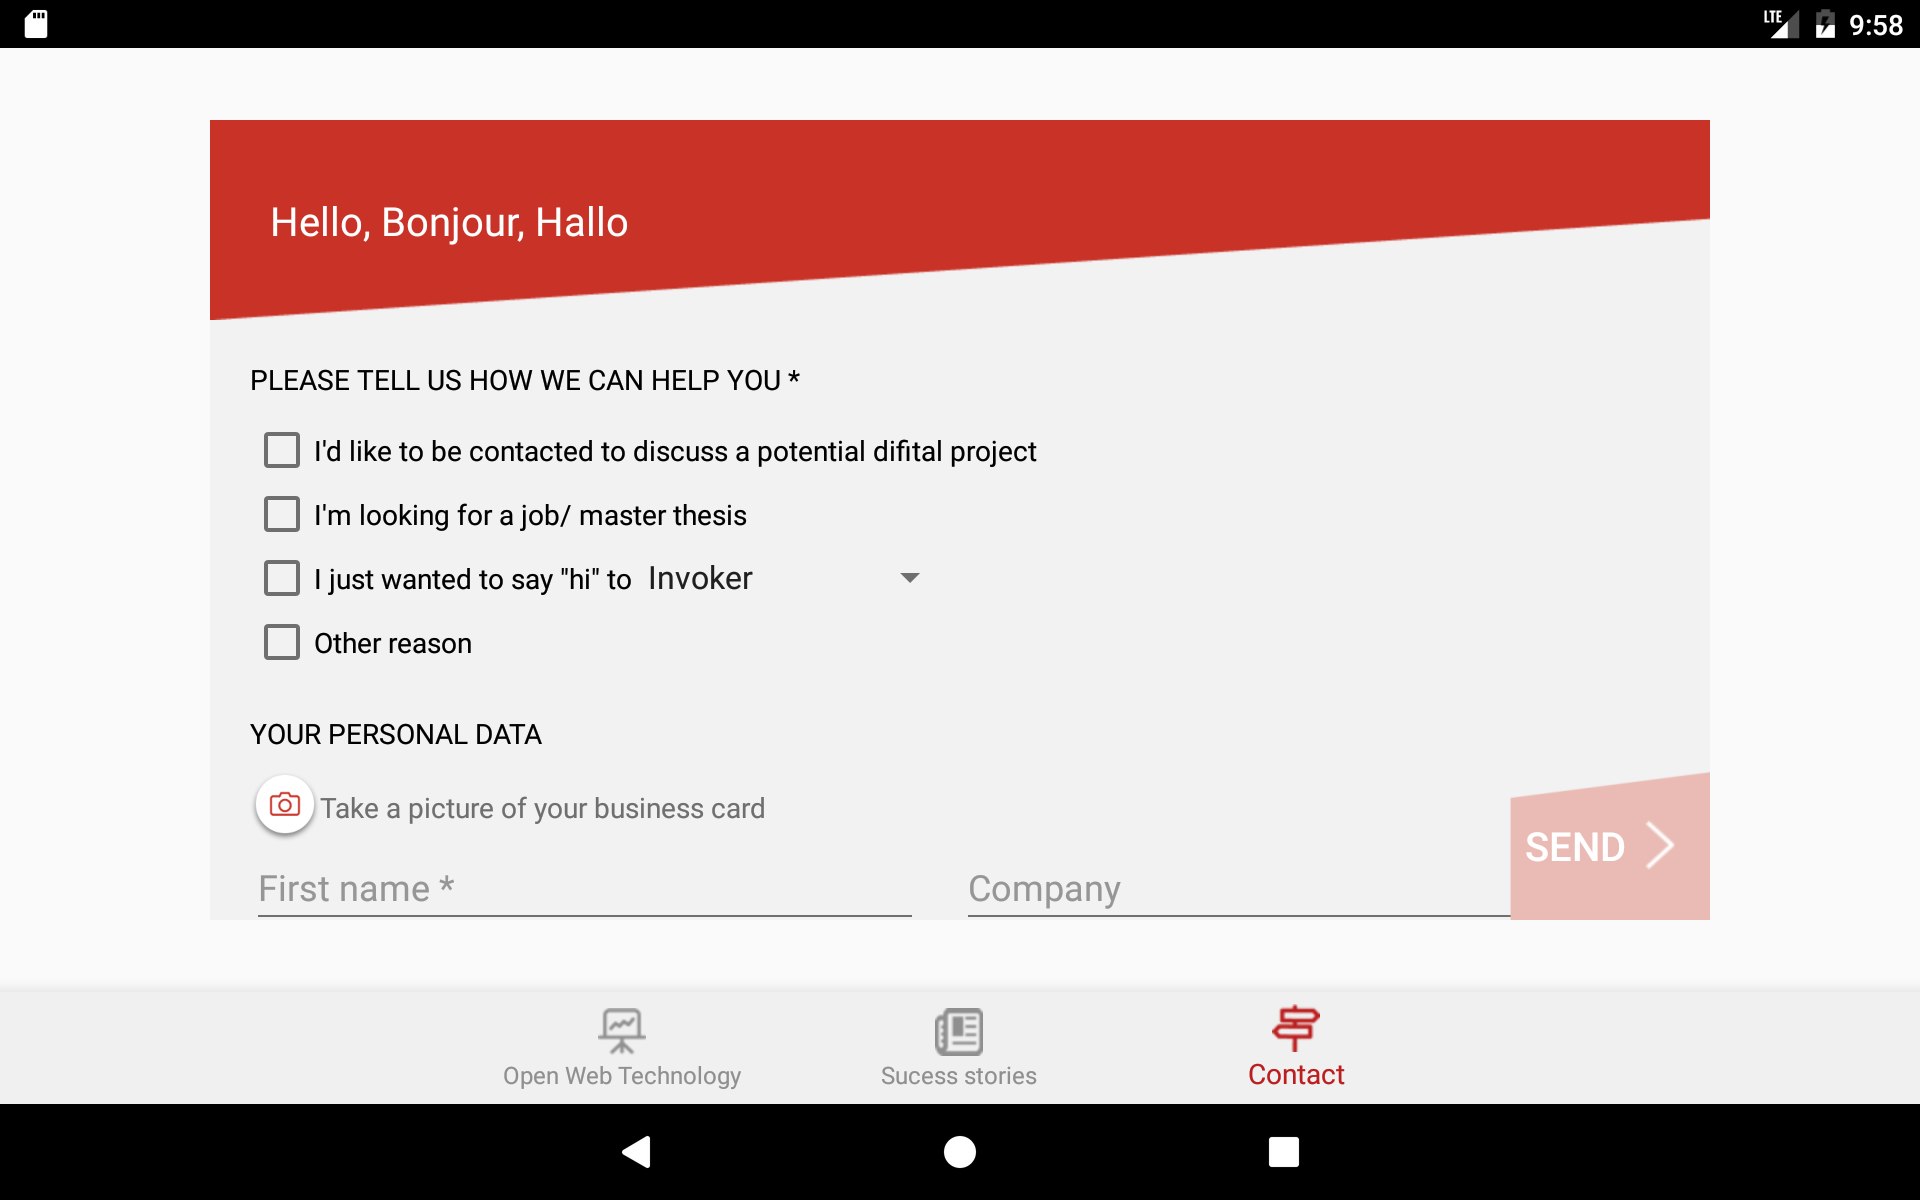 LTE 9:58
Hello, Bonjour, Hallo
PLEASE TELL US HOW WE CAN HELP YOU *
I'd like to be contacted to discuss a potential difital project
I'm looking for a job/ master thesis
I just wanted to say "hi" to Invoker
Other reason
YOUR PERSONAL DATA
Take a picture of your business card
SEND
First name * Company
Open Web Technology Sucess stories Contact